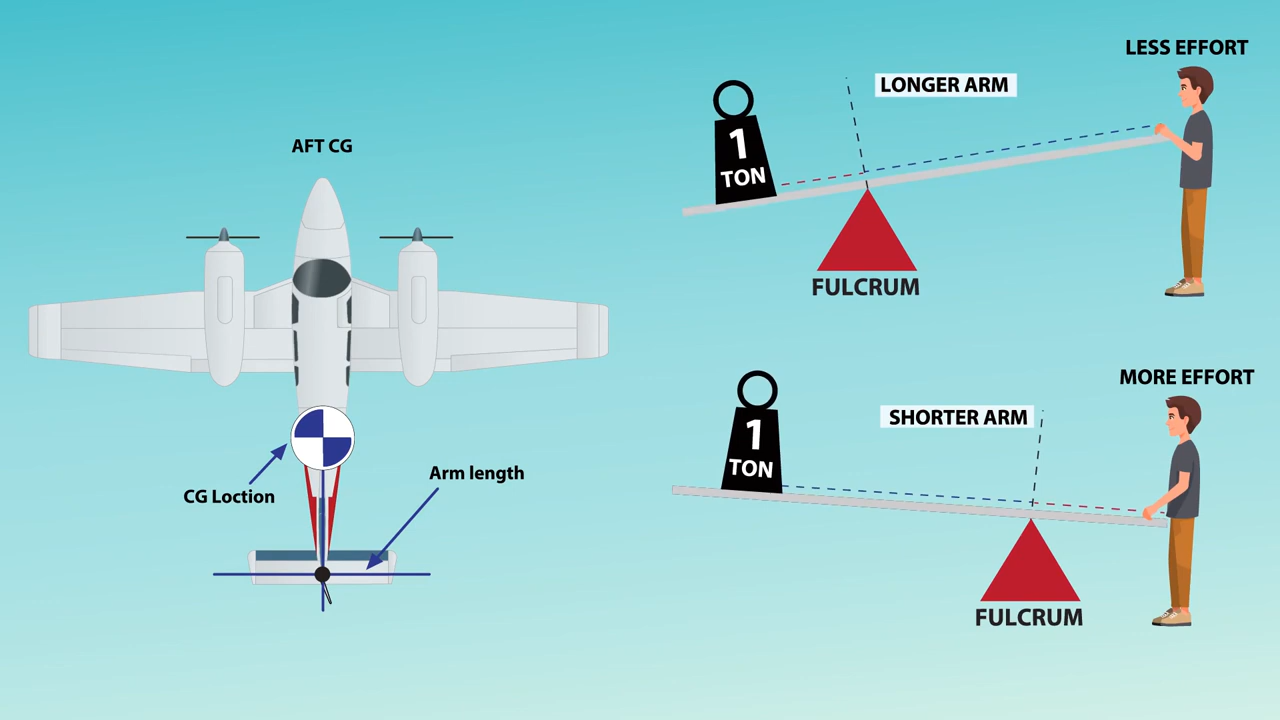 AFT CG
CG Loction
Arm length
LESS EFFORT
LONGER ARM
1
TON
FULCRUM
MORE EFFORT
SHORTER ARM
1
TON
FULCRUM